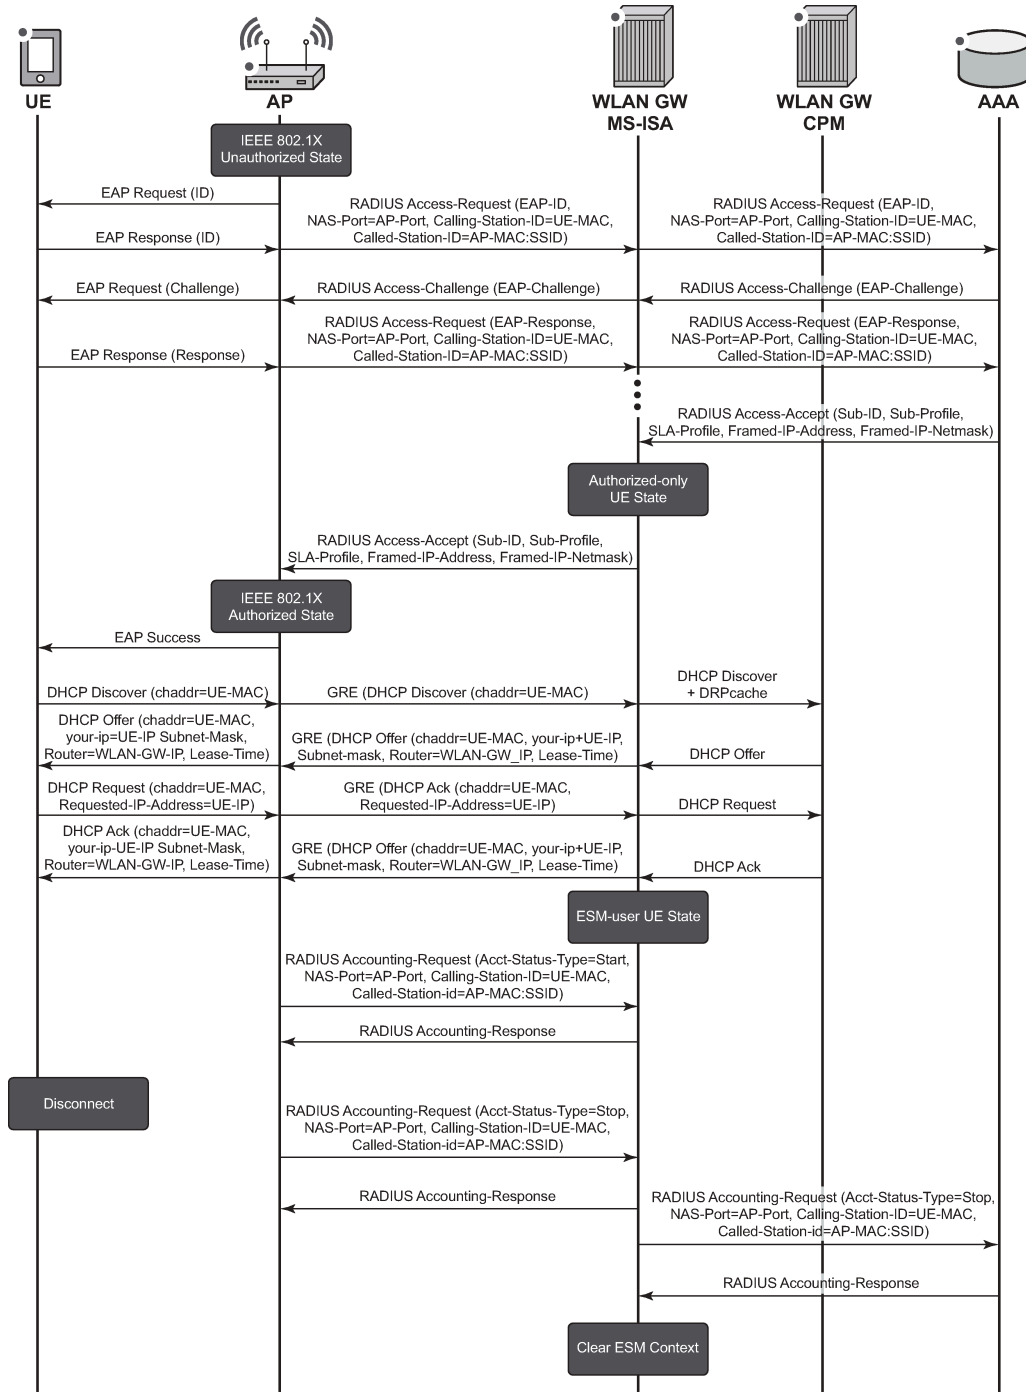 UE
AP
WLAN GW
MS-ISA
WLAN GW
CPM
AAA
IEEE 802.1X
Unauthorized State
EAP Request (ID)
RADIUS Access-Request (EAP-ID,
NAS-Port=AP-Port, Calling-Station-ID=UE-MAC,
Called-Station-ID=AP-MAC:SSID)
RADIUS Access-Request (EAP-ID,
NAS-Port=AP-Port, Calling-Station-ID=UE-MAC,
Called-Station-ID=AP-MAC:SSID)
EAP Response (ID)
EAP Request (Challenge)
RADIUS Access-Challenge (EAP-Challenge)
RADIUS Access-Challenge (EAP-Challenge)
RADIUS Access-Request (EAP-Response,
NAS-Port=AP-Port, Calling-Station-ID=UE-MAC,
Called-Station-ID=AP-MAC:SSID)
RADIUS Access-Request (EAP-Response,
NAS-Port=AP-Port, Calling-Station-ID=UE-MAC,
Called-Station-ID=AP-MAC:SSID)
EAP Response (Response)
RADIUS Access-Accept (Sub-ID, Sub-Profile,
SLA-Profile, Framed-IP-Address, Framed-IP-Netmask)
Authorized-only
UE State
RADIUS Access-Accept (Sub-ID, Sub-Profile,
SLA-Profile, Framed-IP-Address, Framed-IP-Netmask)
IEEE 802.1X
Authorized State
EAP Success
DHCP Discover (chaddr=UE-MAC)
GRE (DHCP Discover (chaddr=UE-MAC)
DHCP Discover
+ DRPcache
DHCP Offer (chaddr=UE-MAC,
your-ip=UE-IP Subnet-Mask,
Router=WLAN-GW-IP, Lease-Time)
GRE (DHCP Offer (chaddr=UE-MAC, your-ip+UE-IP,
Subnet-mask, Router=WLAN-GW_IP, Lease-Time)
DHCP Offer
DHCP Request (chaddr=UE-MAC,
Requested-IP-Address=UE-IP)
GRE (DHCP Ack (chaddr=UE-MAC,
Requested-IP-Address=UE-IP)
DHCP Request
DHCP Ack (chaddr=UE-MAC,
your-ip-UE-IP Subnet-Mask,
Router=WLAN-GW-IP, Lease-Time)
GRE (DHCP Offer (chaddr=UE-MAC, your-ip+UE-IP,
Subnet-mask, Router=WLAN-GW_IP, Lease-Time)
DHCP Ack
ESM-user UE State
RADIUS Accounting-Request (Acct-Status-Type=Start,
NAS-Port=AP-Port, Calling-Station-ID=UE-MAC,
Called-Station-id=AP-MAC:SSID)
RADIUS Accounting-Response
Disconnect
RADIUS Accounting-Request (Acct-Status-Type=Stop,
NAS-Port=AP-Port, Calling-Station-ID=UE-MAC,
Called-Station-id=AP-MAC:SSID)
RADIUS Accounting-Response
RADIUS Accounting-Request (Acct-Status-Type=Stop,
NAS-Port=AP-Port, Calling-Station-ID=UE-MAC,
Called-Station-id=AP-MAC:SSID)
RADIUS Accounting-Response
Clear ESM Context